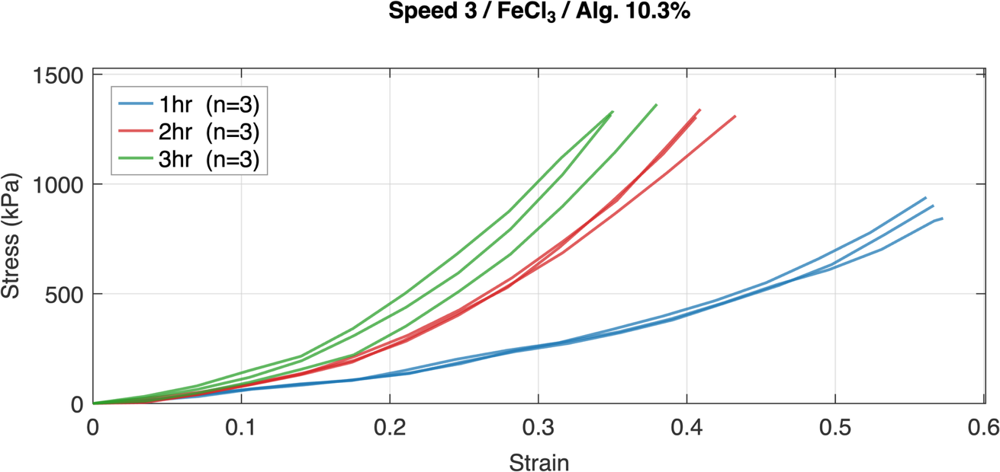 Speed 3 / FeCl₃ / Alg. 10.3%
1500
1hr (n=3)
2hr (n=3)
3hr (n=3)
1000
500
0
Stress (kPa)
0 0.1 0.2 0.3 0.4 0.5 0.6
Strain